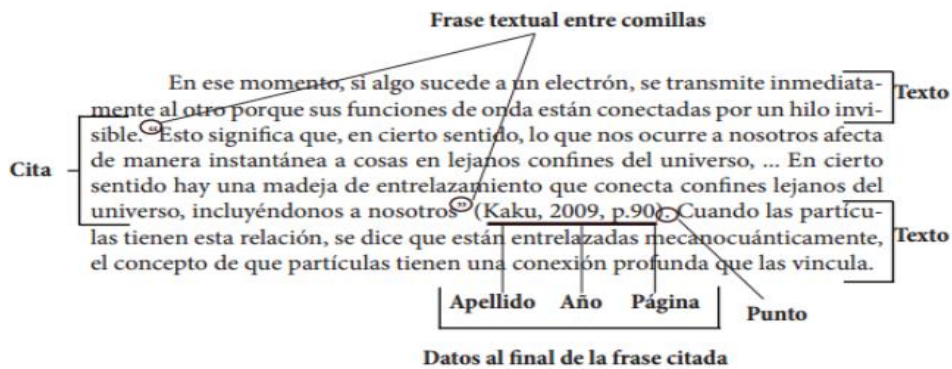 Frase textual entre comillas
En ese momento, si algo sucede a un electrón, se transmite inmediata-
mente al otro porque sus funciones de onda están conectadas por un hilo invi-
sible. “Esto significa que, en cierto sentido, lo que nos ocurre a nosotros afecta
de manera instantánea a cosas en lejanos confines del universo, ... En cierto
sentido hay una madeja de entrelazamiento que conecta confines lejanos del
universo, incluyéndonos a nosotros” (Kaku, 2009, p.90). Cuando las partícu-
las tienen esta relación, se dice que están entrelazadas mecanocuánticamente,
el concepto de que partículas tienen una conexión profunda que las vincula.
Texto
Cita
Texto
Apellido Año Página
Punto
Datos al final de la frase citada